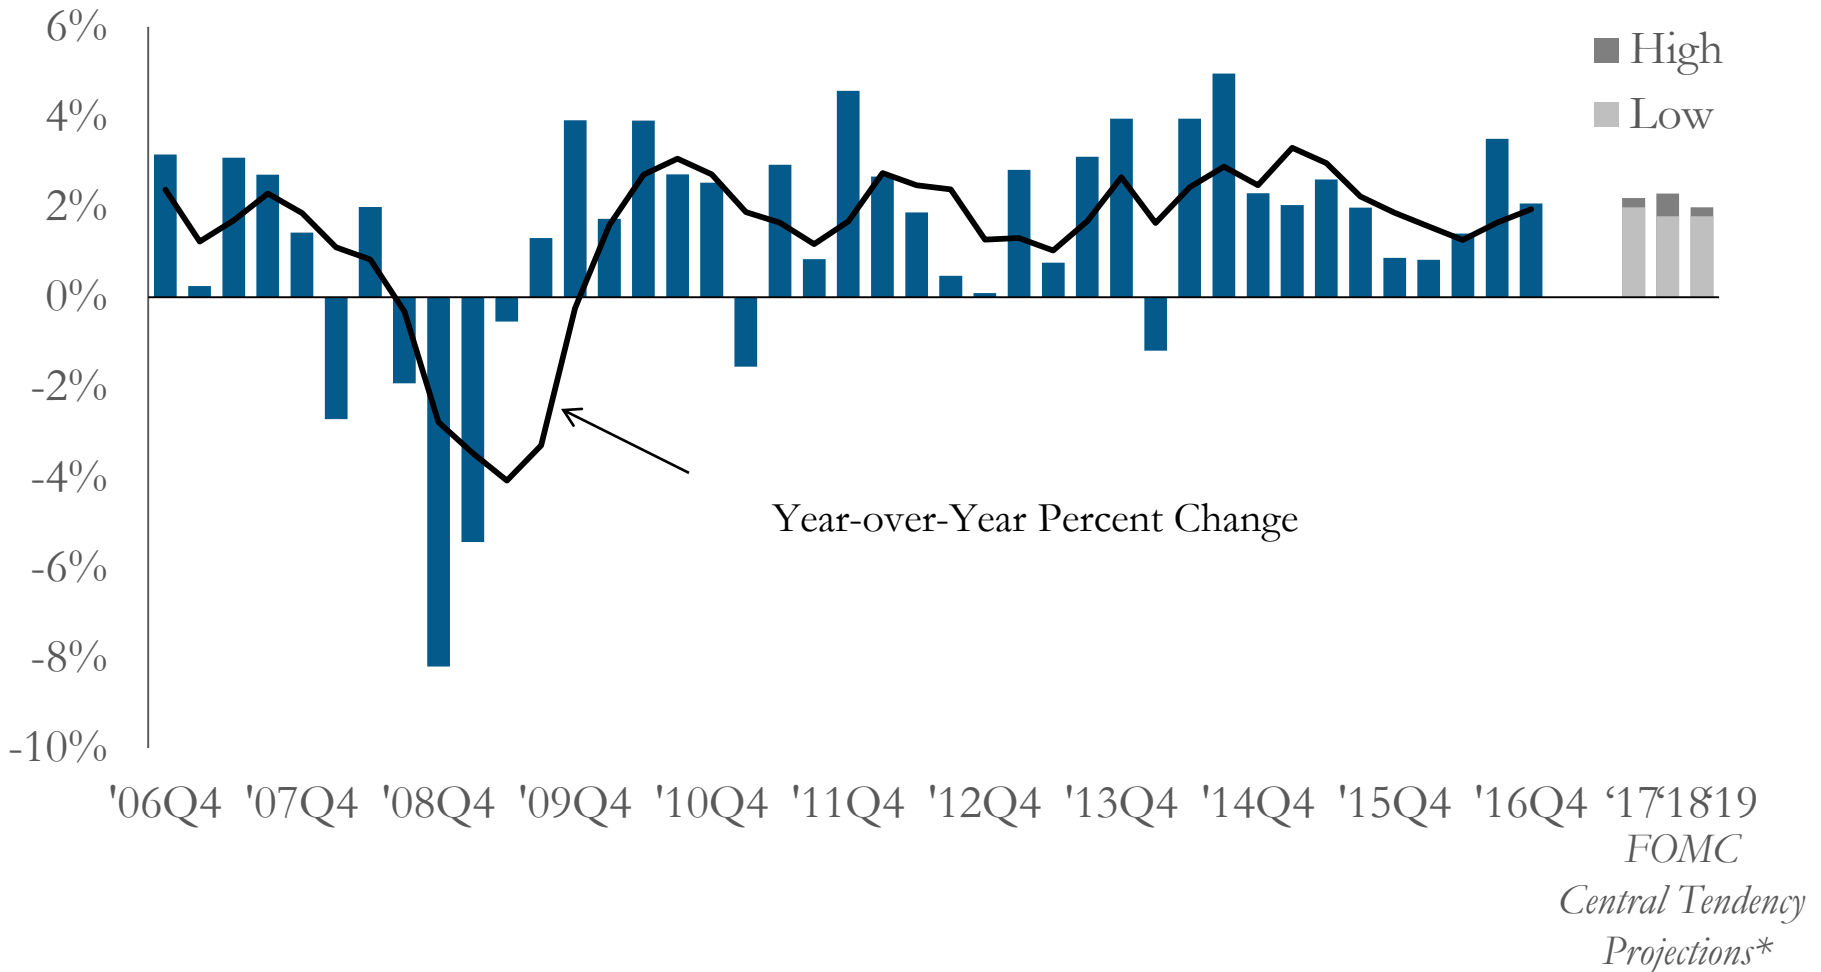 6%
High
4%
Low
2%
0%
-2%
-4%
Year-over-Year Percent Change
-6%
-8%
-10%
'06Q4 '07Q4 '08Q4 '09Q4 '10Q4 '11Q4 '12Q4 '13Q4 '14Q4 '15Q4 '16Q4 ‘17‘18‘19
FOMC
Central Tendency
Projections*